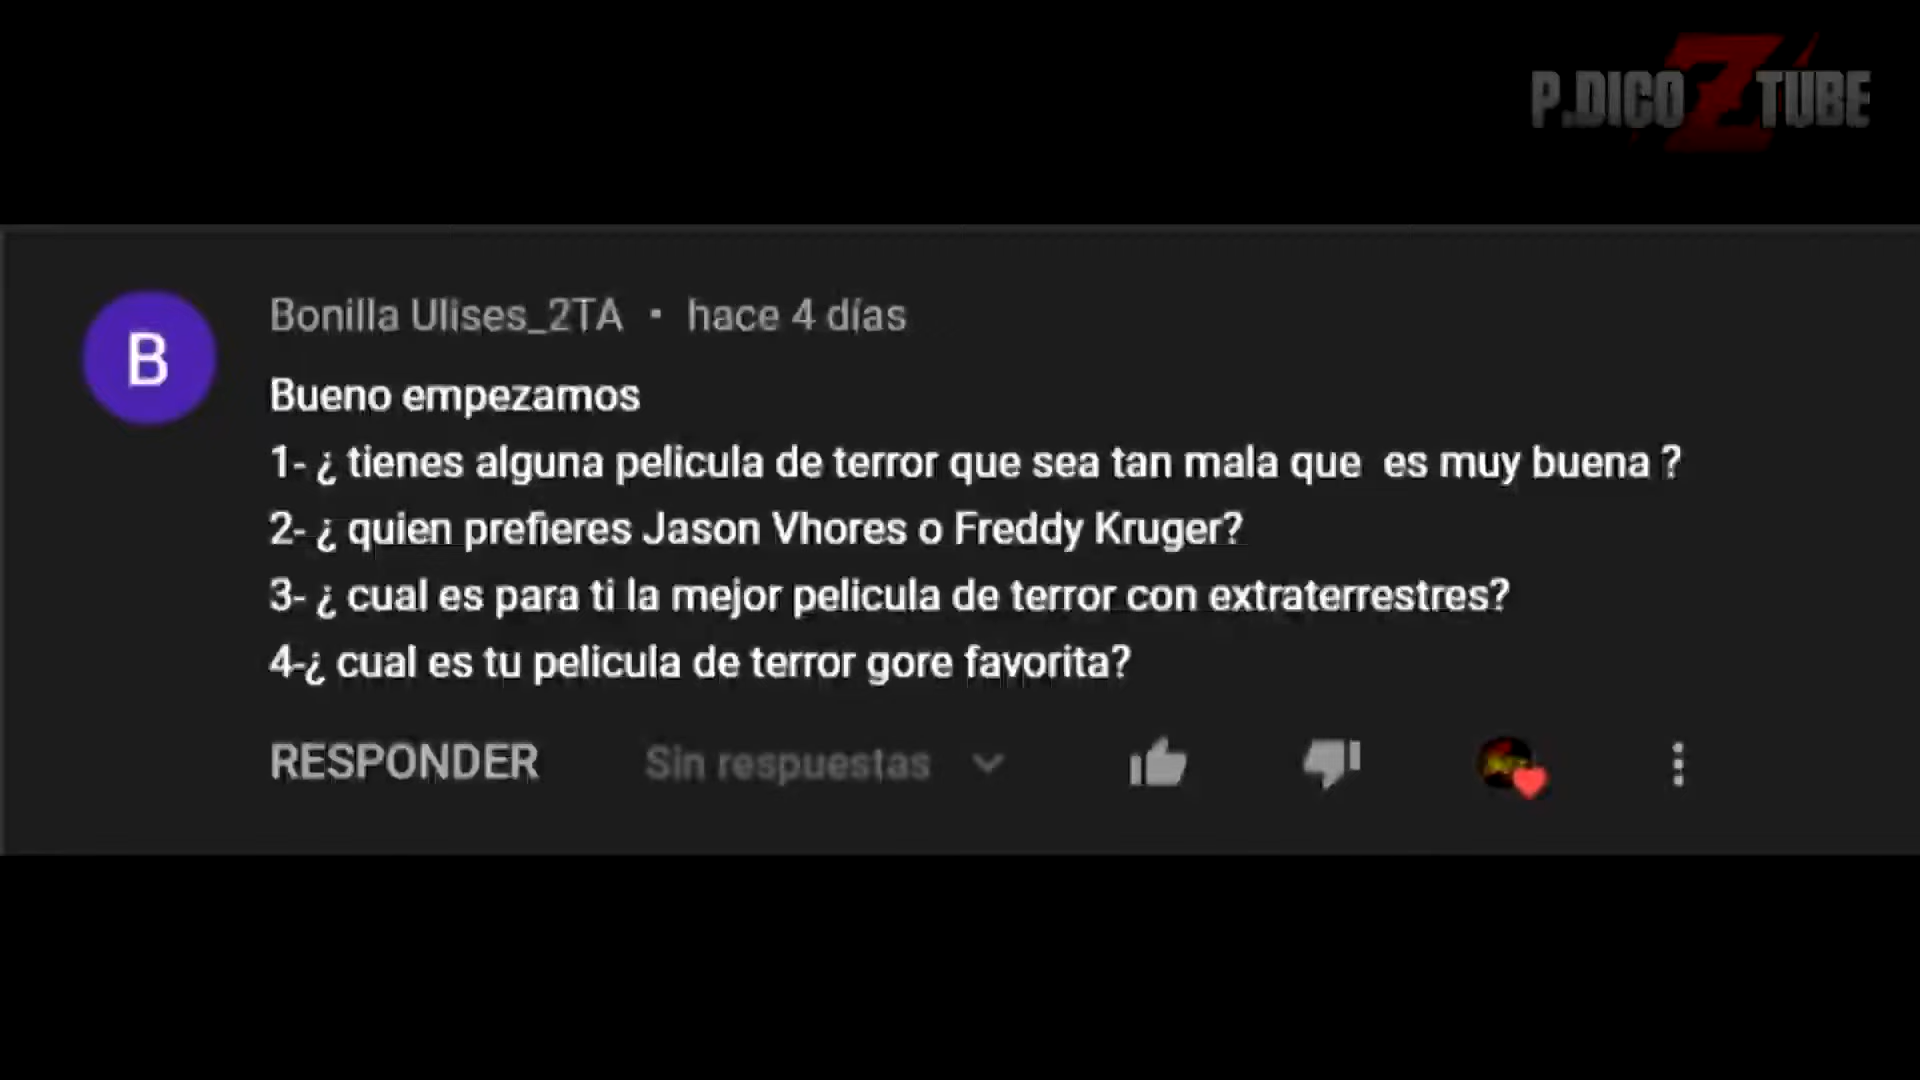 P.DICO Z TUBE
B
Bonilla Ulises_2TA • hace 4 días
Bueno empezamos
1- ¿ tienes alguna pelicula de terror que sea tan mala que  es muy buena ?
2- ¿ quien prefieres Jason Vhores o Freddy Kruger?
3- ¿ cual es para ti la mejor pelicula de terror con extraterrestres?
4-¿ cual es tu pelicula de terror gore favorita?
RESPONDER Sin respuestas